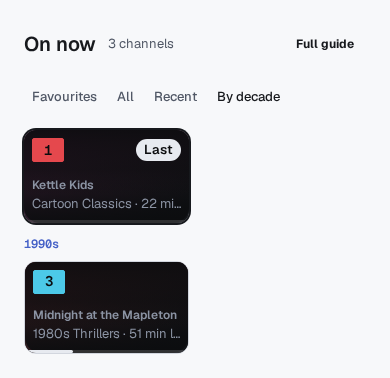 On now 3 channels Full guide
Favourites All Recent By decade
1 Last
Kettle Kids
Cartoon Classics · 22 mi...
1990s
3
Midnight at the Mapleton
1980s Thrillers · 51 min l...